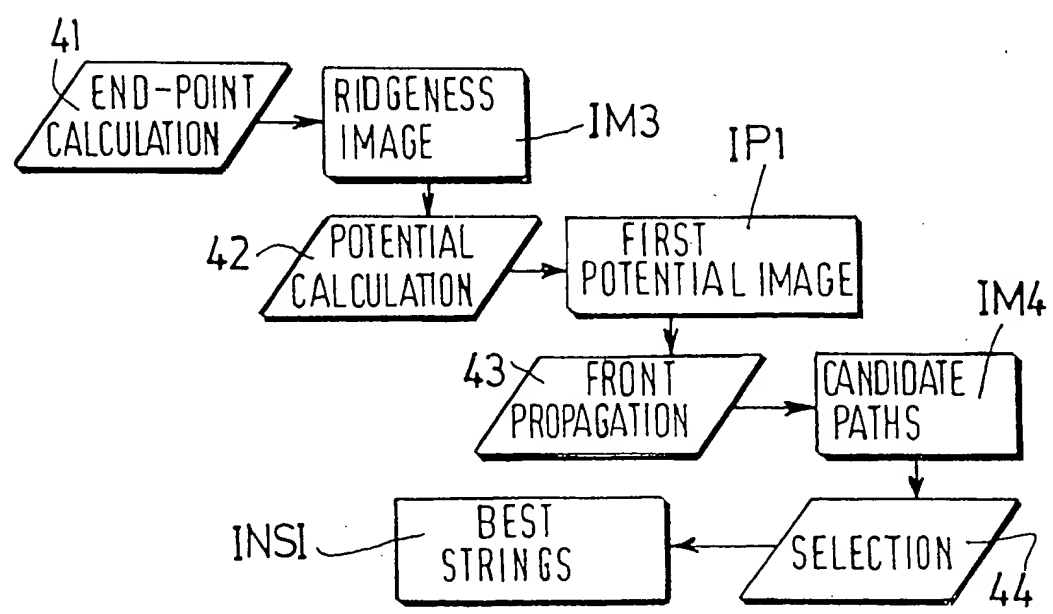 41
END-POINT
CALCULATION
RIDGENESS
IMAGE
IM3
42
POTENTIAL
CALCULATION
FIRST
POTENTIAL IMAGE
IP1
43
FRONT
PROPAGATION
CANDIDATE
PATHS
IM4
INSI
BEST
STRINGS
SELECTION
44